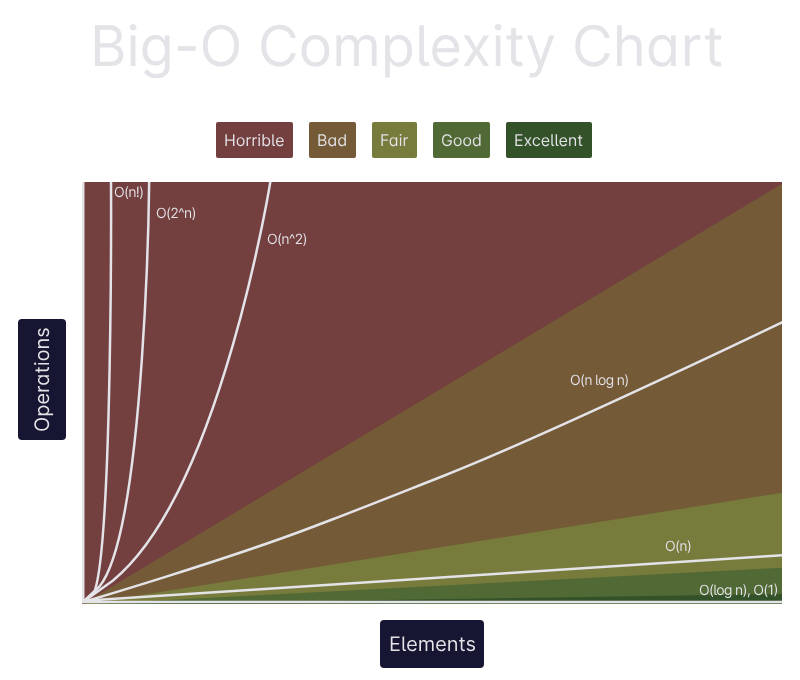 Big-O Complexity Chart
Horrible Bad Fair Good Excellent
O(n!)
O(2^n)
O(n^2)
Operations
O(n log n)
O(n)
O(log n), O(1)
Elements